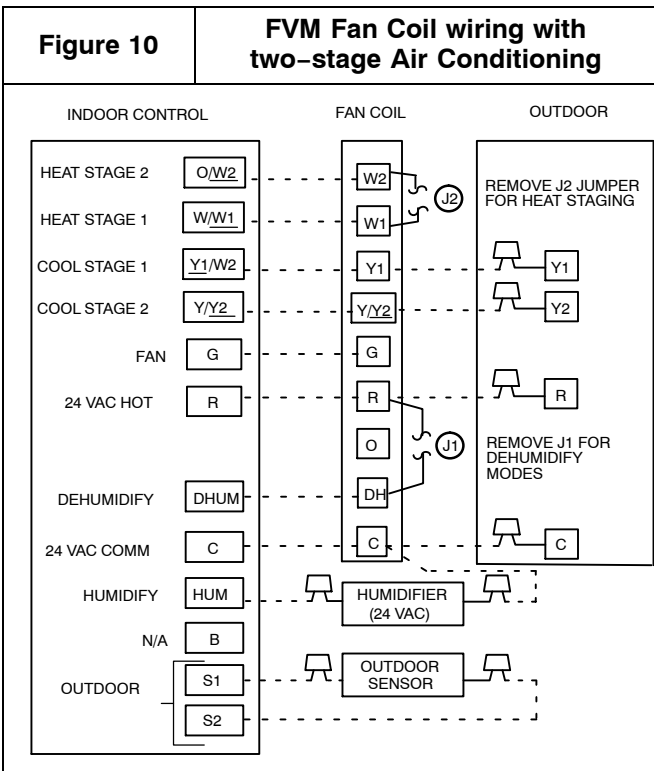 Figure 10
FVM Fan Coil wiring with
two–stage Air Conditioning
INDOOR CONTROL
FAN COIL
OUTDOOR
HEAT STAGE 2
O/W2
W2
J2
REMOVE J2 JUMPER
FOR HEAT STAGING
HEAT STAGE 1
W/W1
W1
COOL STAGE 1
Y1/W2
Y1
Y1
COOL STAGE 2
Y/Y2
Y/Y2
Y2
FAN
G
G
24 VAC HOT
R
R
R
O
J1
REMOVE J1 FOR
DEHUMIDIFY
MODES
DEHUMIDIFY
DHUM
DH
24 VAC COMM
C
C
C
HUMIDIFY
HUM
HUMIDIFIER
(24 VAC)
N/A
B
OUTDOOR
S1
OUTDOOR
SENSOR
S2